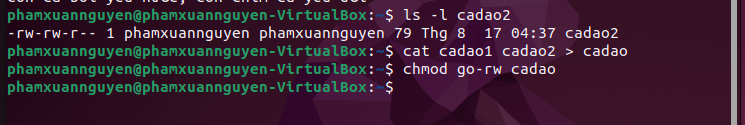 phamxuannguyen@phamxuannguyen-VirtualBox:~$ ls -l cadao2
-rw-rw-r-- 1 phamxuannguyen phamxuannguyen 79 Thg 8  17 04:37 cadao2
phamxuannguyen@phamxuannguyen-VirtualBox:~$ cat cadao1 cadao2 > cadao
phamxuannguyen@phamxuannguyen-VirtualBox:~$ chmod go-rw cadao
phamxuannguyen@phamxuannguyen-VirtualBox:~$